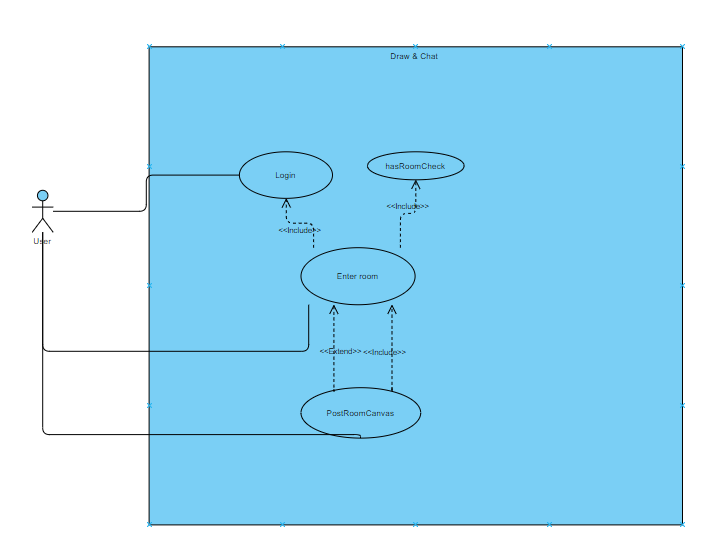 Draw & Chat
Login
hasRoomCheck
<<Include>>
<<Include>>
User
Enter room
<<Extend>>
<<Include>>
PostRoomCanvas